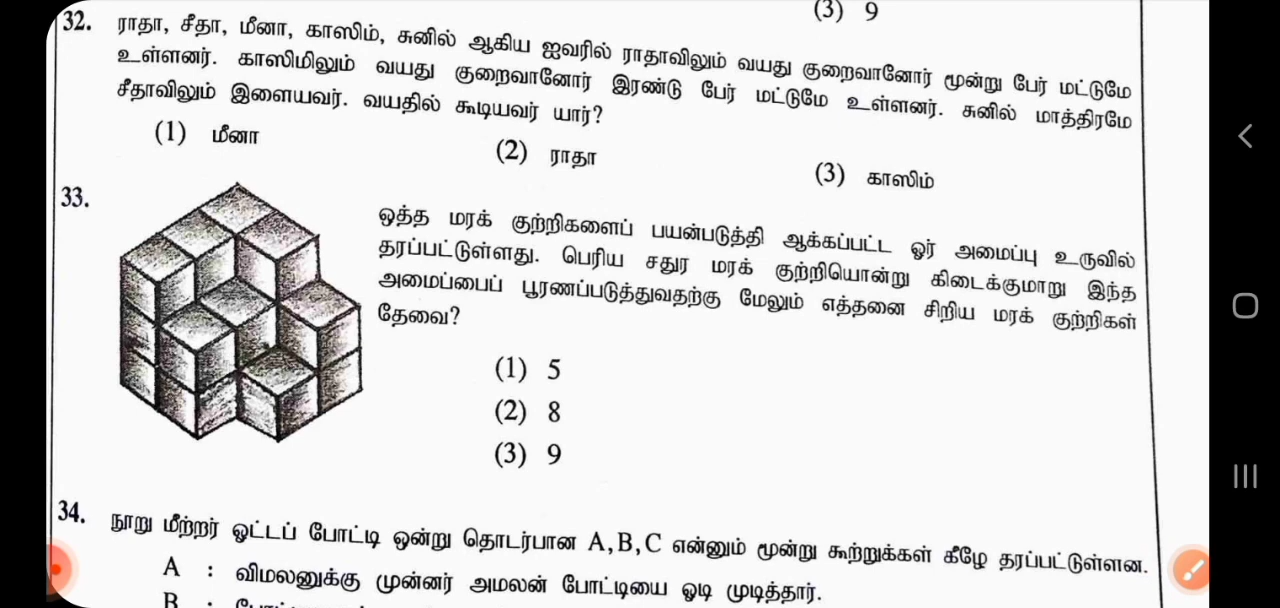 (3) 9
32. ராதா, சீதா, மீனா, காஸிம், சுனில் ஆகிய ஐவரில் ராதாவிலும் வயது குறைவானோர் மூன்று பேர் மட்டுமே
உள்ளனர். காஸிமிலும் வயது குறைவானோர் இரண்டு பேர் மட்டுமே உள்ளனர். சுனில் மாத்திரமே
சீதாவிலும் இளையவர். வயதில் கூடியவர் யார்?
(1) மீனா (2) ராதா (3) காஸிம்
33. ஒத்த மரக் குற்றிகளைப் பயன்படுத்தி ஆக்கப்பட்ட ஓர் அமைப்பு உருவில்
தரப்பட்டுள்ளது. பெரிய சதுர மரக் குற்றியொன்று கிடைக்குமாறு இந்த
அமைப்பைப் பூரணப்படுத்துவதற்கு மேலும் எத்தனை சிறிய மரக் குற்றிகள்
தேவை?
(1) 5
(2) 8
(3) 9
34. நூறு மீற்றர் ஓட்டப் போட்டி ஒன்று தொடர்பான A, B, C என்னும் மூன்று கூற்றுக்கள் கீழே தரப்பட்டுள்ளன.
A : விமலனுக்கு முன்னர் அமலன் போட்டியை ஓடி முடித்தார்.
B :